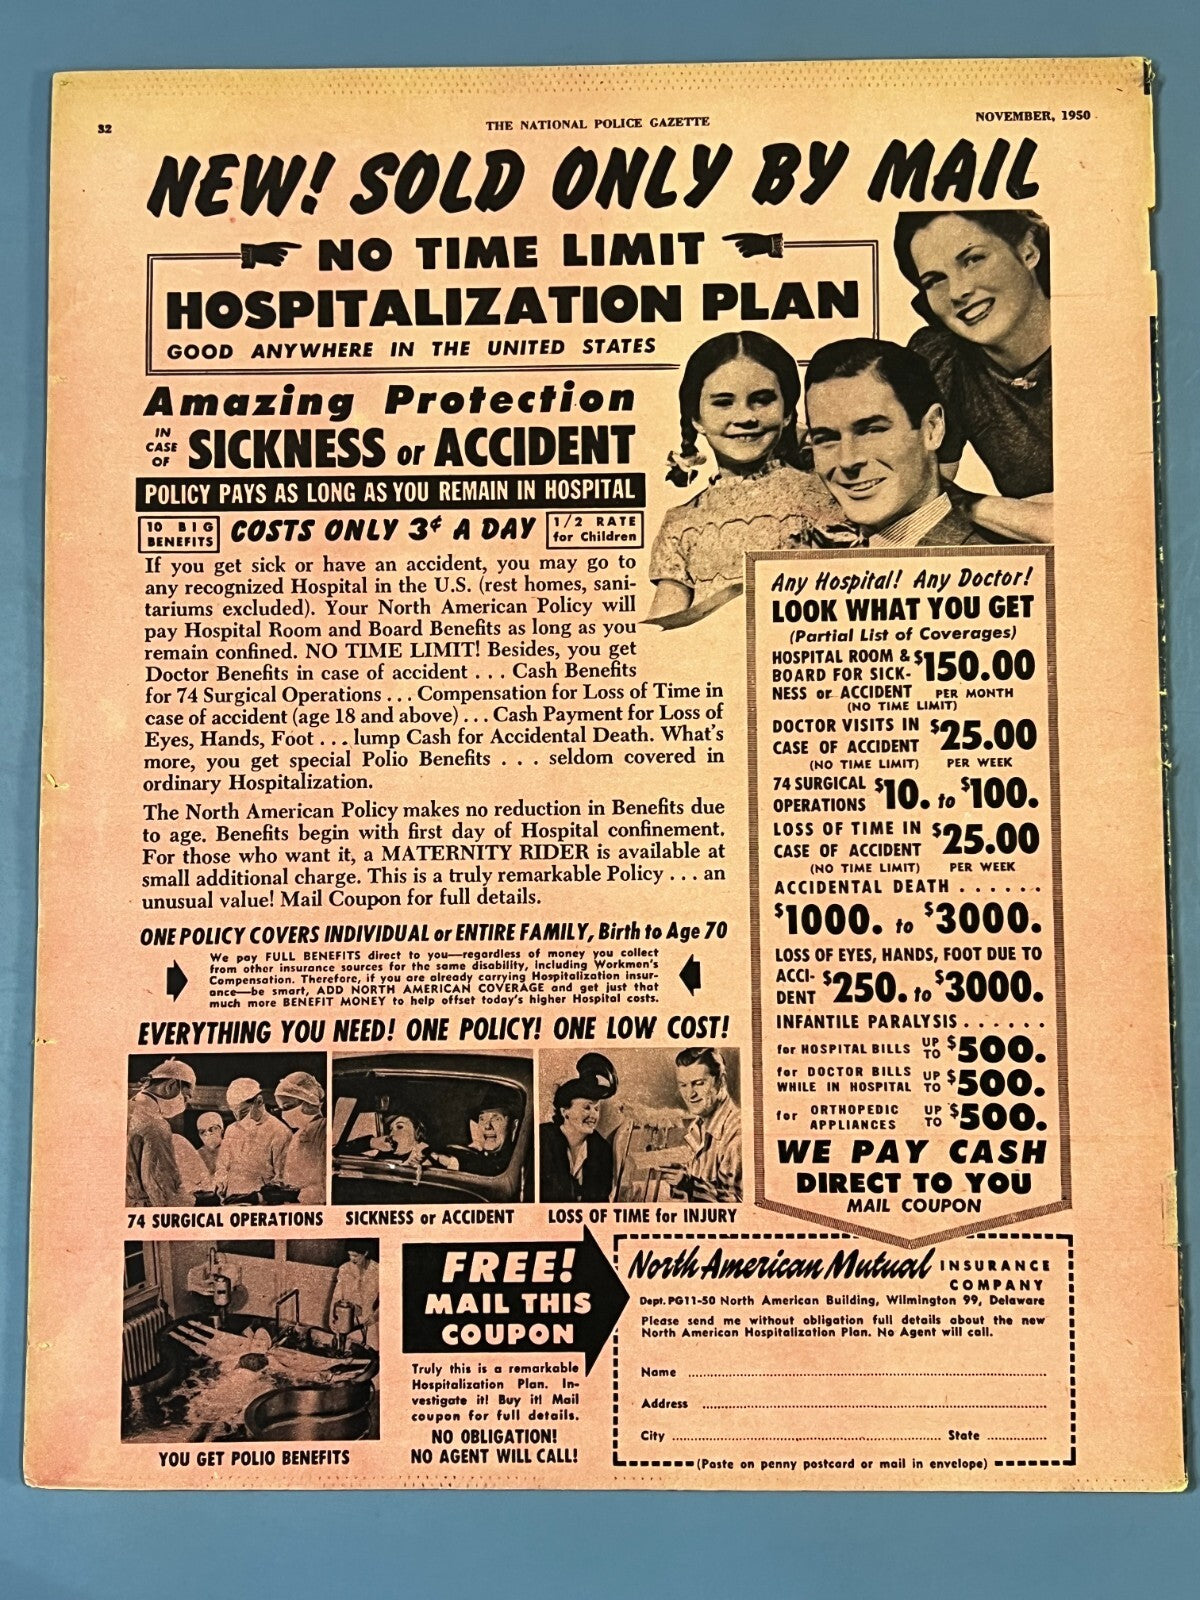 32
THE NATIONAL POLICE GAZETTE
NOVEMBER, 1950
NEW! SOLD ONLY BY MAIL
NO TIME LIMIT
HOSPITALIZATION PLAN
GOOD ANYWHERE IN THE UNITED STATES
Amazing Protection
IN CASE OF SICKNESS or ACCIDENT
POLICY PAYS AS LONG AS YOU REMAIN IN HOSPITAL
10 BIG BENEFITS
COSTS ONLY 3¢ A DAY
1/2 RATE for Children
If you get sick or have an accident, you may go to
any recognized Hospital in the U.S. (rest homes, sani-
tariums excluded). Your North American Policy will
pay Hospital Room and Board Benefits as long as you
remain confined. NO TIME LIMIT! Besides, you get
Doctor Benefits in case of accident . . . Cash Benefits
for 74 Surgical Operations . . . Compensation for Loss of Time in
case of accident (age 18 and above) . . . Cash Payment for Loss of
Eyes, Hands, Foot . . . lump Cash for Accidental Death. What's
more, you get special Polio Benefits . . . seldom covered in
ordinary Hospitalization.
The North American Policy makes no reduction in Benefits due
to age. Benefits begin with first day of Hospital confinement.
For those who want it, a MATERNITY RIDER is available at
small additional charge. This is a truly remarkable Policy . . . an
unusual value! Mail Coupon for full details.
ONE POLICY COVERS INDIVIDUAL or ENTIRE FAMILY, Birth to Age 70
We pay FULL BENEFITS direct to you—regardless of money you collect
from other insurance sources for the same disability, including Workmen's
Compensation. Therefore, if you are already carrying Hospitalization insur-
ance—be smart, ADD NORTH AMERICAN COVERAGE and get just that
much more BENEFIT MONEY to help offset today's higher Hospital costs.
EVERYTHING YOU NEED! ONE POLICY! ONE LOW COST!
74 SURGICAL OPERATIONS
SICKNESS or ACCIDENT
LOSS OF TIME for INJURY
YOU GET POLIO BENEFITS
FREE!
MAIL THIS
COUPON
Truly this is a remarkable
Hospitalization Plan. In-
vestigate it! Buy it! Mail
coupon for full details.
NO OBLIGATION!
NO AGENT WILL CALL!
Any Hospital! Any Doctor!
LOOK WHAT YOU GET
(Partial List of Coverages)
HOSPITAL ROOM & $150.00
BOARD FOR SICK-
NESS or ACCIDENT PER MONTH
(NO TIME LIMIT)
DOCTOR VISITS IN $25.00
CASE OF ACCIDENT
(NO TIME LIMIT) PER WEEK
74 SURGICAL
OPERATIONS $10. to $100.
LOSS OF TIME IN $25.00
CASE OF ACCIDENT
(NO TIME LIMIT) PER WEEK
ACCIDENTAL DEATH . . . . . .
$1000. to $3000.
LOSS OF EYES, HANDS, FOOT DUE TO
ACCI-
DENT $250. to $3000.
INFANTILE PARALYSIS . . . . . .
for HOSPITAL BILLS UP TO $500.
for DOCTOR BILLS
WHILE IN HOSPITAL UP TO $500.
for ORTHOPEDIC
APPLIANCES UP TO $500.
WE PAY CASH
DIRECT TO YOU
MAIL COUPON
North American Mutual INSURANCE
COMPANY
Dept. PG11-50 North American Building, Wilmington 99, Delaware
Please send me without obligation full details about the new
North American Hospitalization Plan. No Agent will call.
Name
Address
City State
(Paste on penny postcard or mail in envelope)